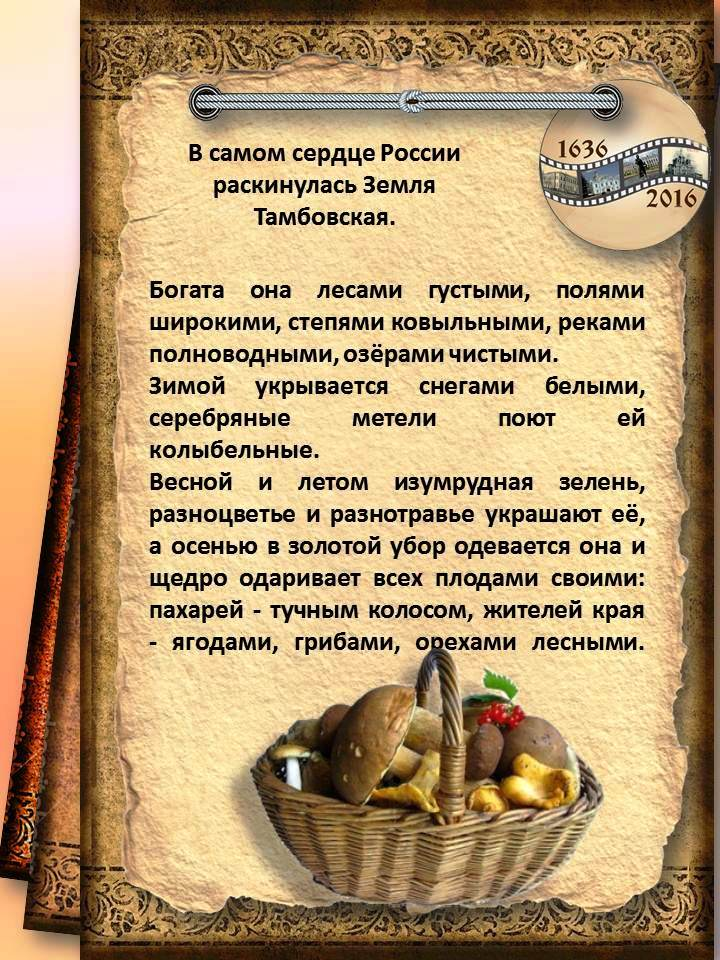 В самом сердце России
раскинулась Земля
Тамбовская.
1636
2016
Богата она лесами густыми, полями
широкими, степями ковыльными, реками
полноводными, озёрами чистыми.
Зимой укрывается снегами белыми,
серебряные метели поют ей
колыбельные.
Весной и летом изумрудная зелень,
разноцветье и разнотравье украшают её,
а осенью в золотой убор одевается она и
щедро одаривает всех плодами своими:
пахарей - тучным колосом, жителей края
- ягодами, грибами, орехами лесными.